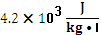 4.2 × 10³ J / kg • l